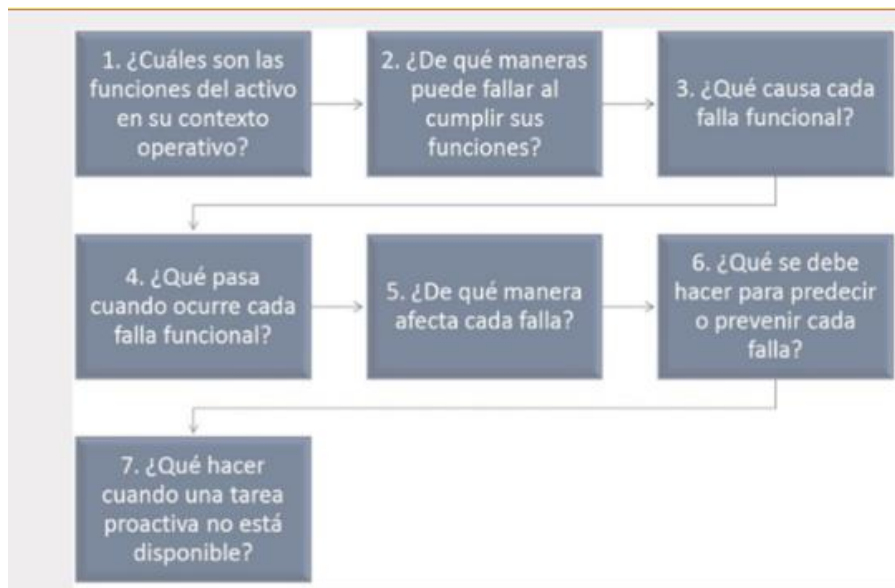 1. ¿Cuáles son las
funciones del activo
en su contexto
operativo?
2. ¿De qué maneras
puede fallar al
cumplir sus
funciones?
3. ¿Qué causa cada
falla funcional?
4. ¿Qué pasa
cuando ocurre cada
falla funcional?
5. ¿De qué manera
afecta cada falla?
6. ¿Qué se debe
hacer para predecir
o prevenir cada
falla?
7. ¿Qué hacer
cuando una tarea
proactiva no está
disponible?